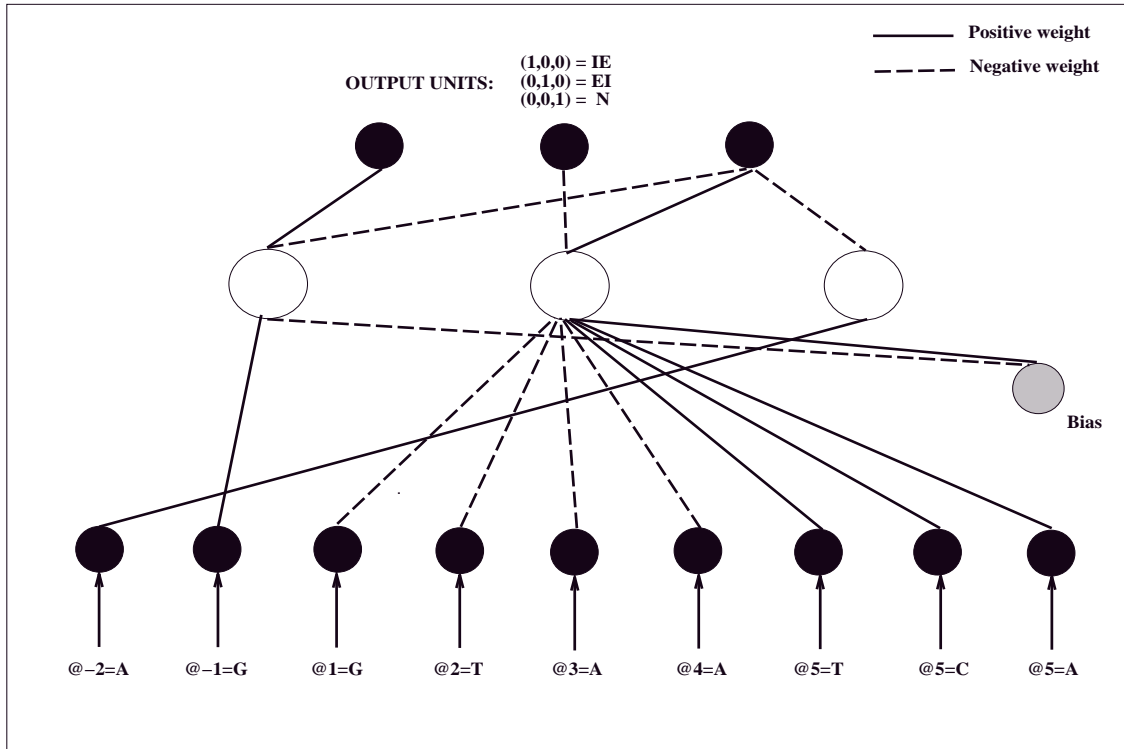 Positive weight
Negative weight
(1,0,0) = IE
OUTPUT UNITS: (0,1,0) = EI
(0,0,1) = N
Bias
@−2=A @−1=G @1=G @2=T @3=A @4=A @5=T @5=C @5=A